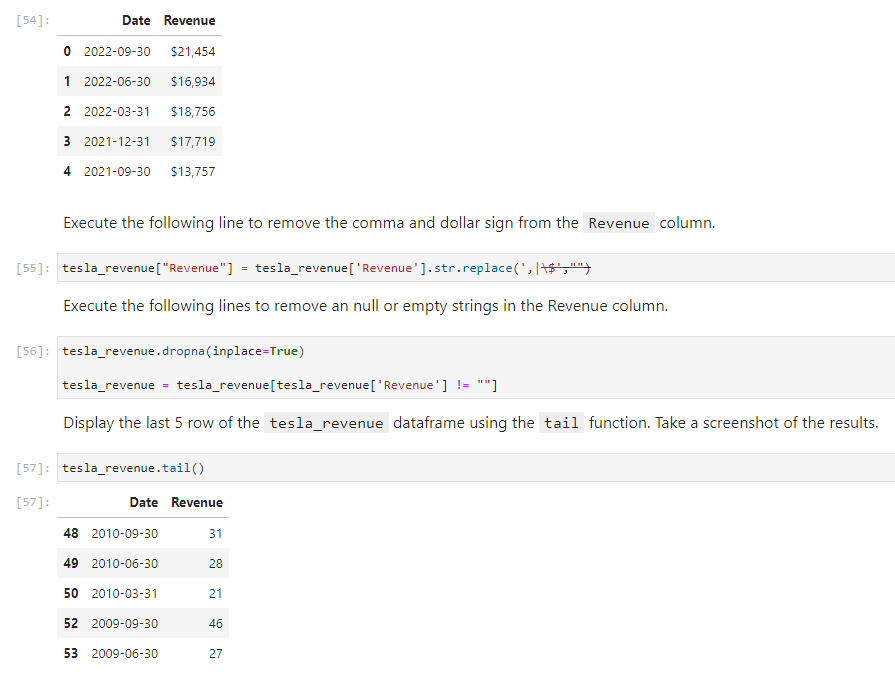 [54]: Date Revenue
0 2022-09-30 $21,454
1 2022-06-30 $16,934
2 2022-03-31 $18,756
3 2021-12-31 $17,719
4 2021-09-30 $13,757
Execute the following line to remove the comma and dollar sign from the Revenue column.
[55]: tesla_revenue["Revenue"] = tesla_revenue['Revenue'].str.replace(',|\$',"")
Execute the following lines to remove an null or empty strings in the Revenue column.
[56]: tesla_revenue.dropna(inplace=True)
tesla_revenue = tesla_revenue[tesla_revenue['Revenue'] != ""]
Display the last 5 row of the tesla_revenue dataframe using the tail function. Take a screenshot of the results.
[57]: tesla_revenue.tail()
[57]: Date Revenue
48 2010-09-30 31
49 2010-06-30 28
50 2010-03-31 21
52 2009-09-30 46
53 2009-06-30 27